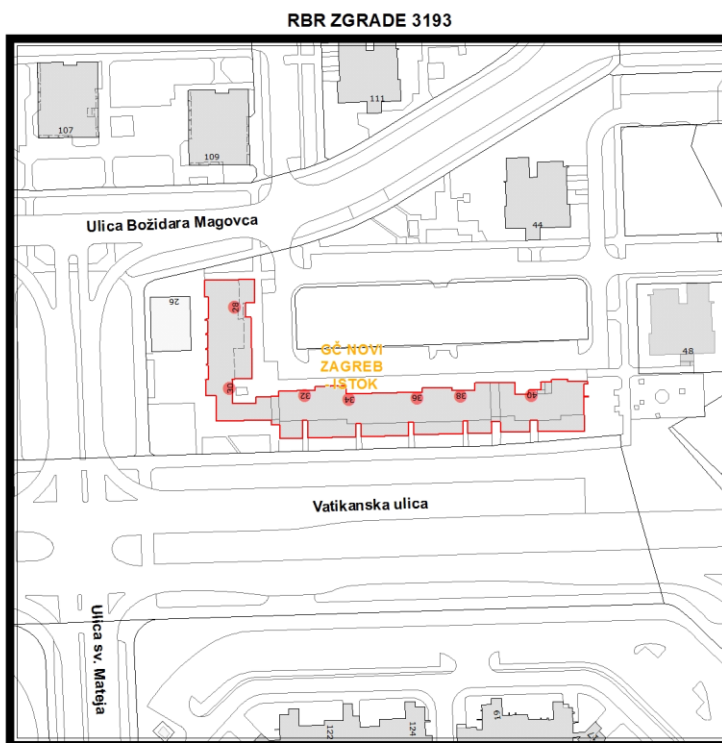 RBR ZGRADE 3193
111
107
109
Ulica Božidara Magovca
44
26
28
GČ NOVI
ZAGREB
- ISTOK
48
30
32
34
36
38
40
Vatikanska ulica
Ulica sv. Mateja
122
124
19
17